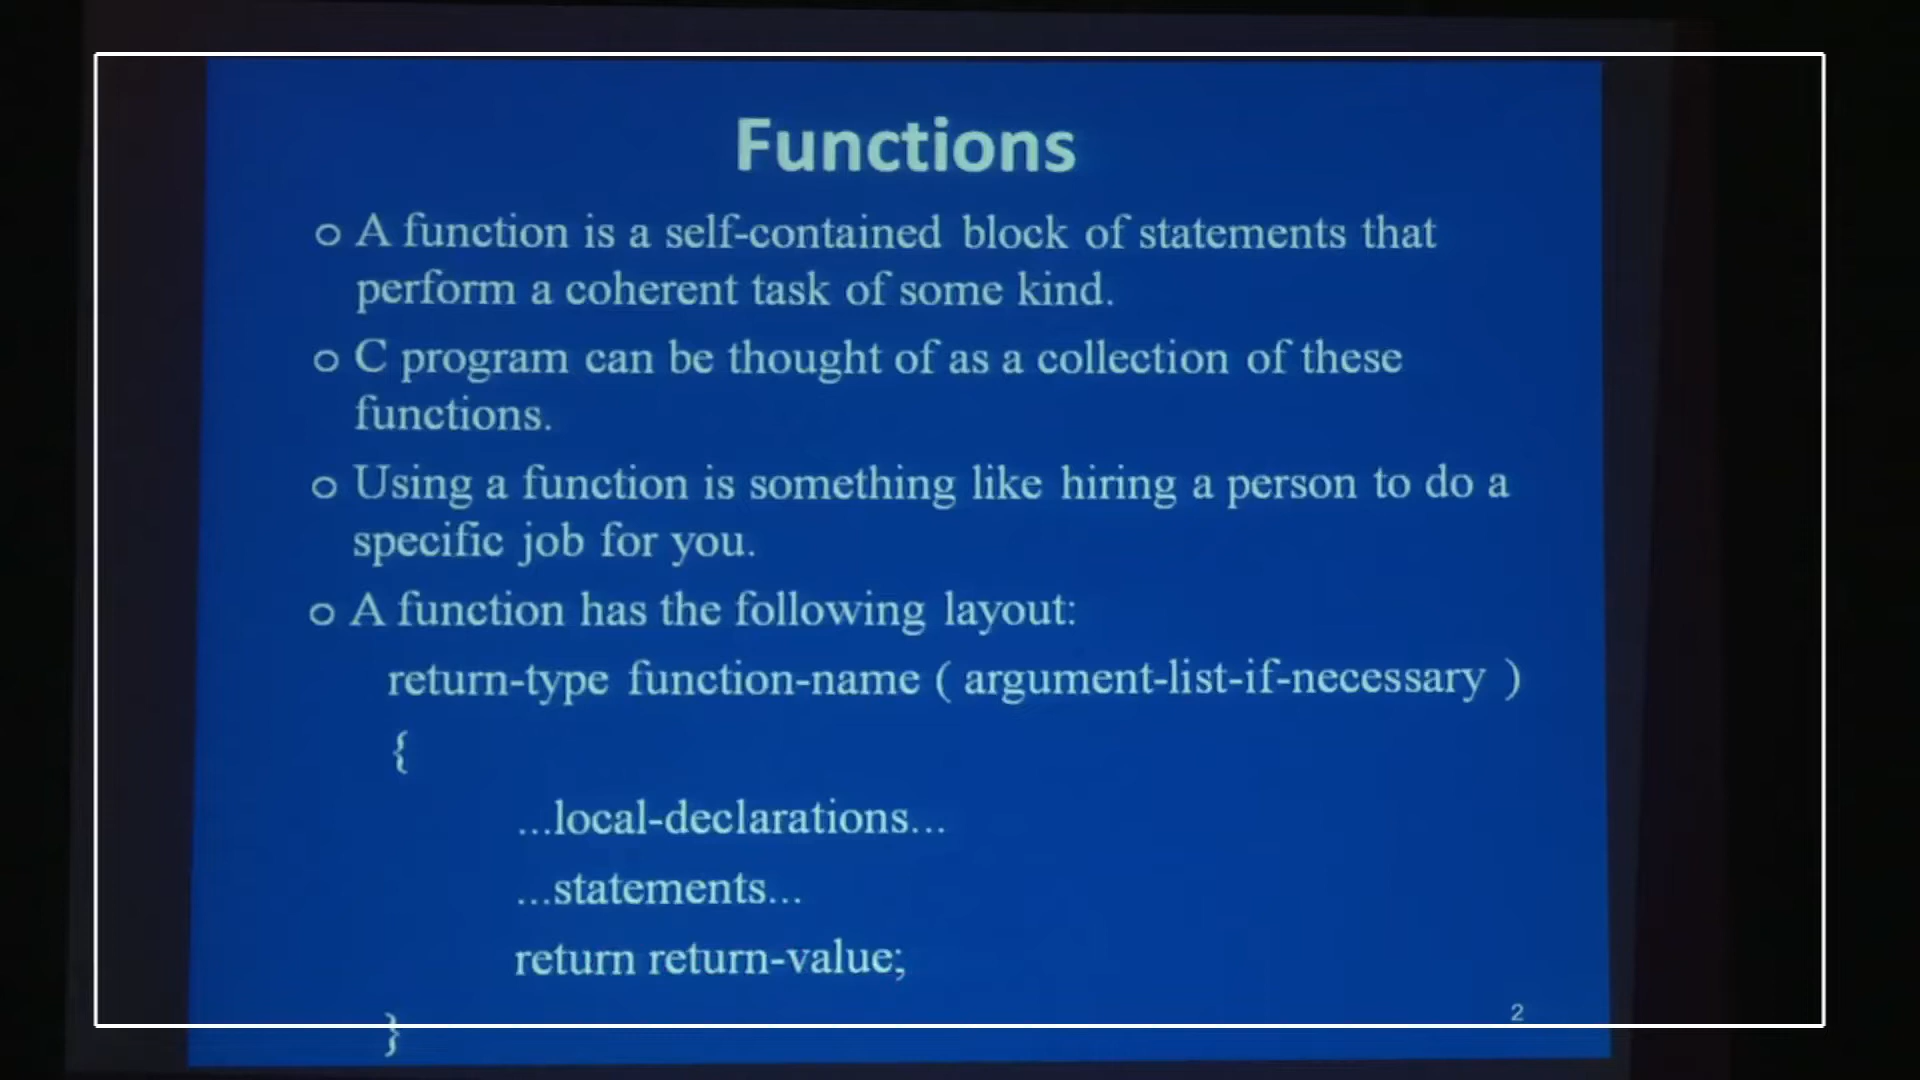 Functions
o A function is a self-contained block of statements that
perform a coherent task of some kind.
o C program can be thought of as a collection of these
functions.
o Using a function is something like hiring a person to do a
specific job for you.
o A function has the following layout:
return-type function-name ( argument-list-if-necessary )
{
...local-declarations...
...statements...
return return-value;
2
}